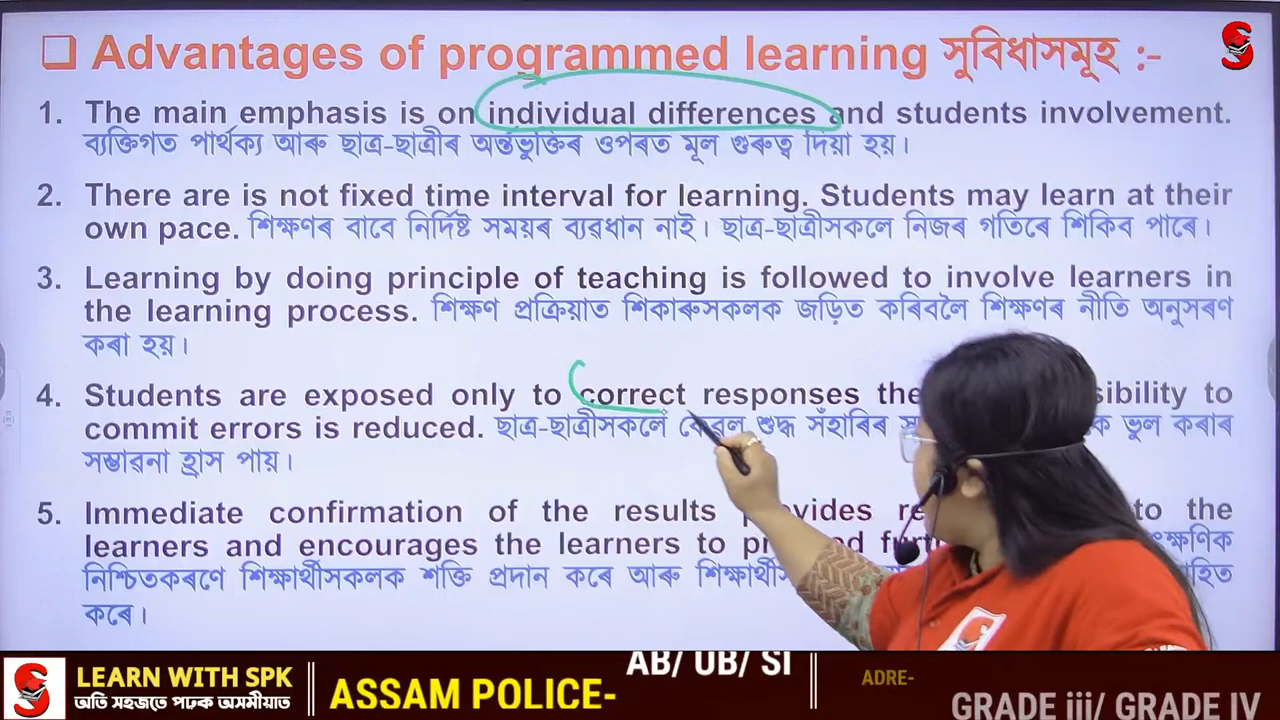 Advantages of programmed learning সুবিধাসমূহ :-
1. The main emphasis is on individual differences and students involvement.
ব্যক্তিগত পাৰ্থক্য আৰু ছাত্ৰ-ছাত্ৰীৰ অৰ্ন্তভুক্তিৰ ওপৰত মূল গুৰুত্ব দিয়া হয়।
2. There are is not fixed time interval for learning. Students may learn at their
own pace. শিক্ষণৰ বাবে নিৰ্দিষ্ট সময়ৰ ব্যৱধান নাই। ছাত্ৰ-ছাত্ৰীসকলে নিজৰ গতিৰে শিকিব পাৰে।
3. Learning by doing principle of teaching is followed to involve learners in
the learning process. শিক্ষণ প্ৰক্ৰিয়াত শিকাৰুসকলক জড়িত কৰিবলৈ শিক্ষণৰ নীতি অনুসৰণ
কৰা হয়।
4. Students are exposed only to correct responses to
commit errors is reduced. ছাত্ৰ-ছাত্ৰীসকলে কেৱল শুদ্ধ সঁহাৰিৰ ভুল কৰাৰ
সম্ভাৱনা হ্ৰাস পায়।
5. Immediate confirmation of the results provides to the
learners and encourages the learners to
নিশ্চিতকৰণে শিক্ষাৰ্থীসকলক শক্তি প্ৰদান কৰে আৰু
কৰে।
LEARN WITH SPK
অতি সহজতে পঢ়ক অসমীয়াত
ASSAM POLICE-
AB/ UB/ SI
ADRE-
GRADE iii/ GRADE IV